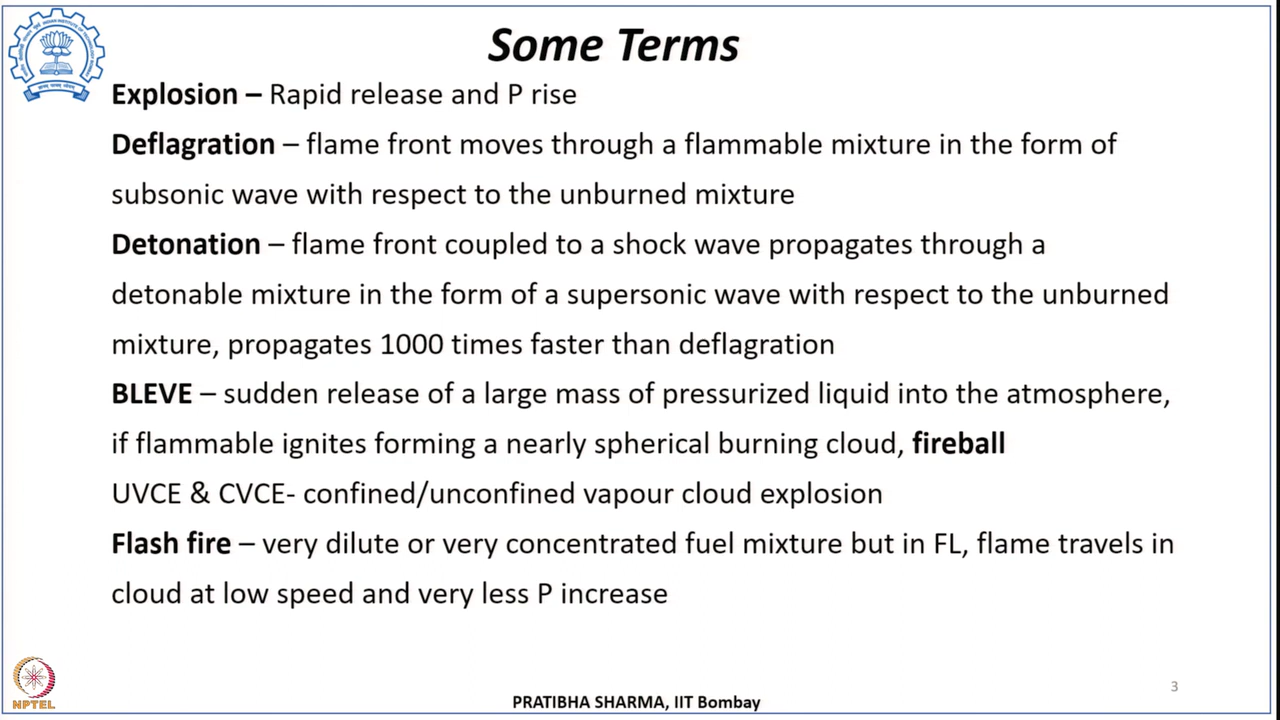 Some Terms
Explosion – Rapid release and P rise
Deflagration – flame front moves through a flammable mixture in the form of
subsonic wave with respect to the unburned mixture
Detonation – flame front coupled to a shock wave propagates through a
detonable mixture in the form of a supersonic wave with respect to the unburned
mixture, propagates 1000 times faster than deflagration
BLEVE – sudden release of a large mass of pressurized liquid into the atmosphere,
if flammable ignites forming a nearly spherical burning cloud, fireball
UVCE & CVCE- confined/unconfined vapour cloud explosion
Flash fire – very dilute or very concentrated fuel mixture but in FL, flame travels in
cloud at low speed and very less P increase
NPTEL
PRATIBHA SHARMA, IIT Bombay
3